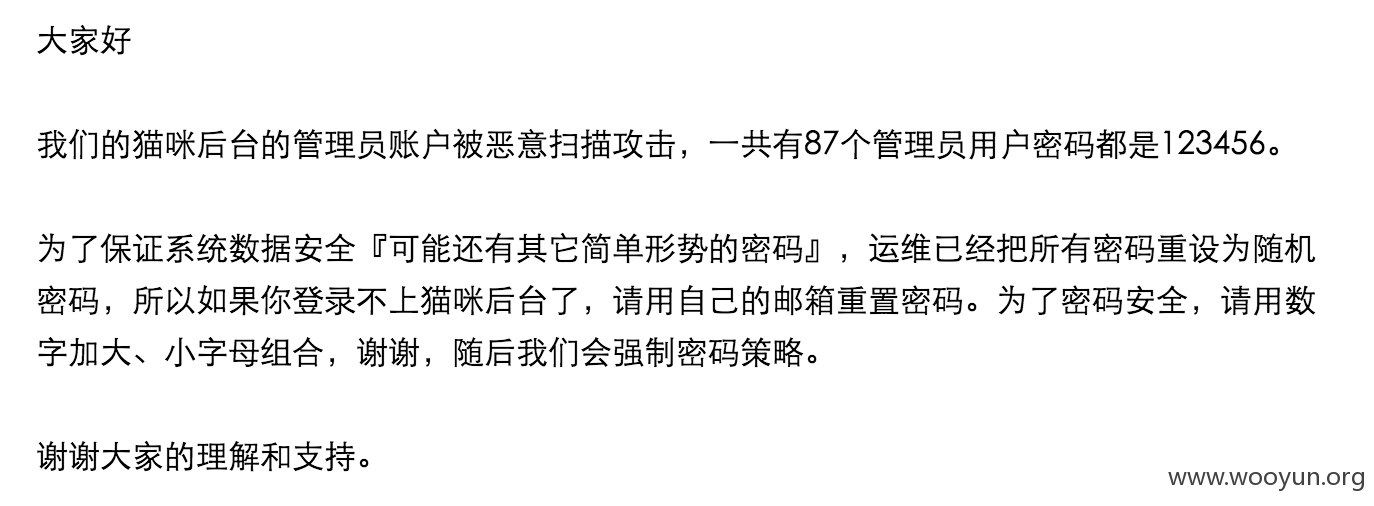 大家好
我们的猫咪后台的管理员账户被恶意扫描攻击，一共有87个管理员用户密码都是123456。
为了保证系统数据安全『可能还有其它简单形势的密码』，运维已经把所有密码重设为随机
密码，所以如果你登录不上猫咪后台了，请用自己的邮箱重置密码。为了密码安全，请用数
字加大、小字母组合，谢谢，随后我们会强制密码策略。
谢谢大家的理解和支持。
www.wooyun.org